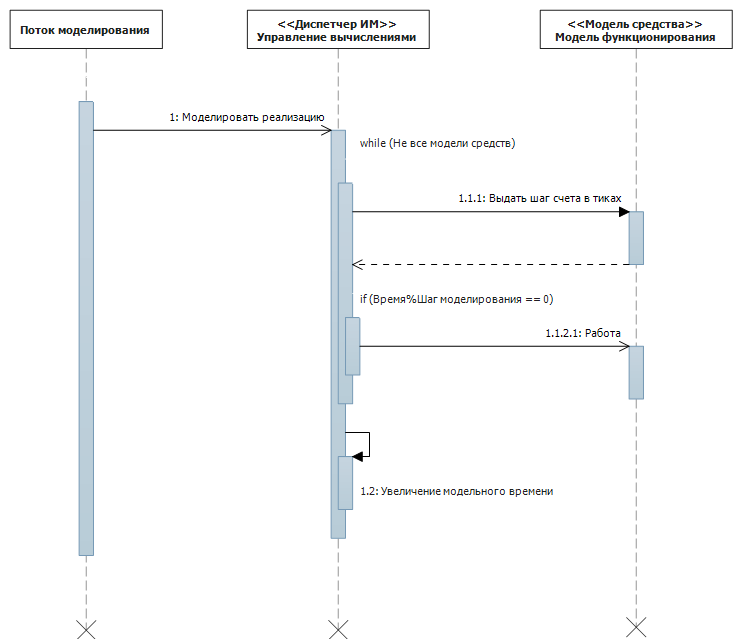 Поток моделирования
<<Диспетчер ИМ>>
Управление вычислениями
<<Модель средства>>
Модель функционирования
1: Моделировать реализацию
while (Не все модели средств)
1.1.1: Выдать шаг счета в тиках
if (Время%Шаг моделирования == 0)
1.1.2.1: Работа
1.2: Увеличение модельного времени